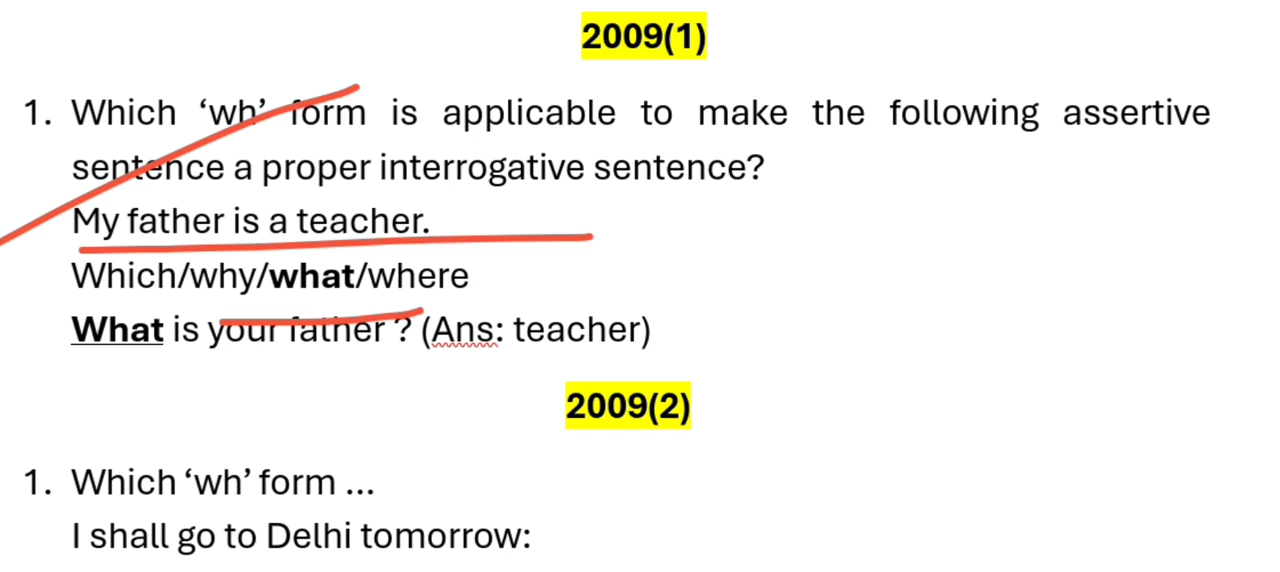 2009(1)
1. Which ‘wh’ form is applicable to make the following assertive
sentence a proper interrogative sentence?
My father is a teacher.
Which/why/what/where
What is your father ? (Ans: teacher)
2009(2)
1. Which ‘wh’ form ...
I shall go to Delhi tomorrow: